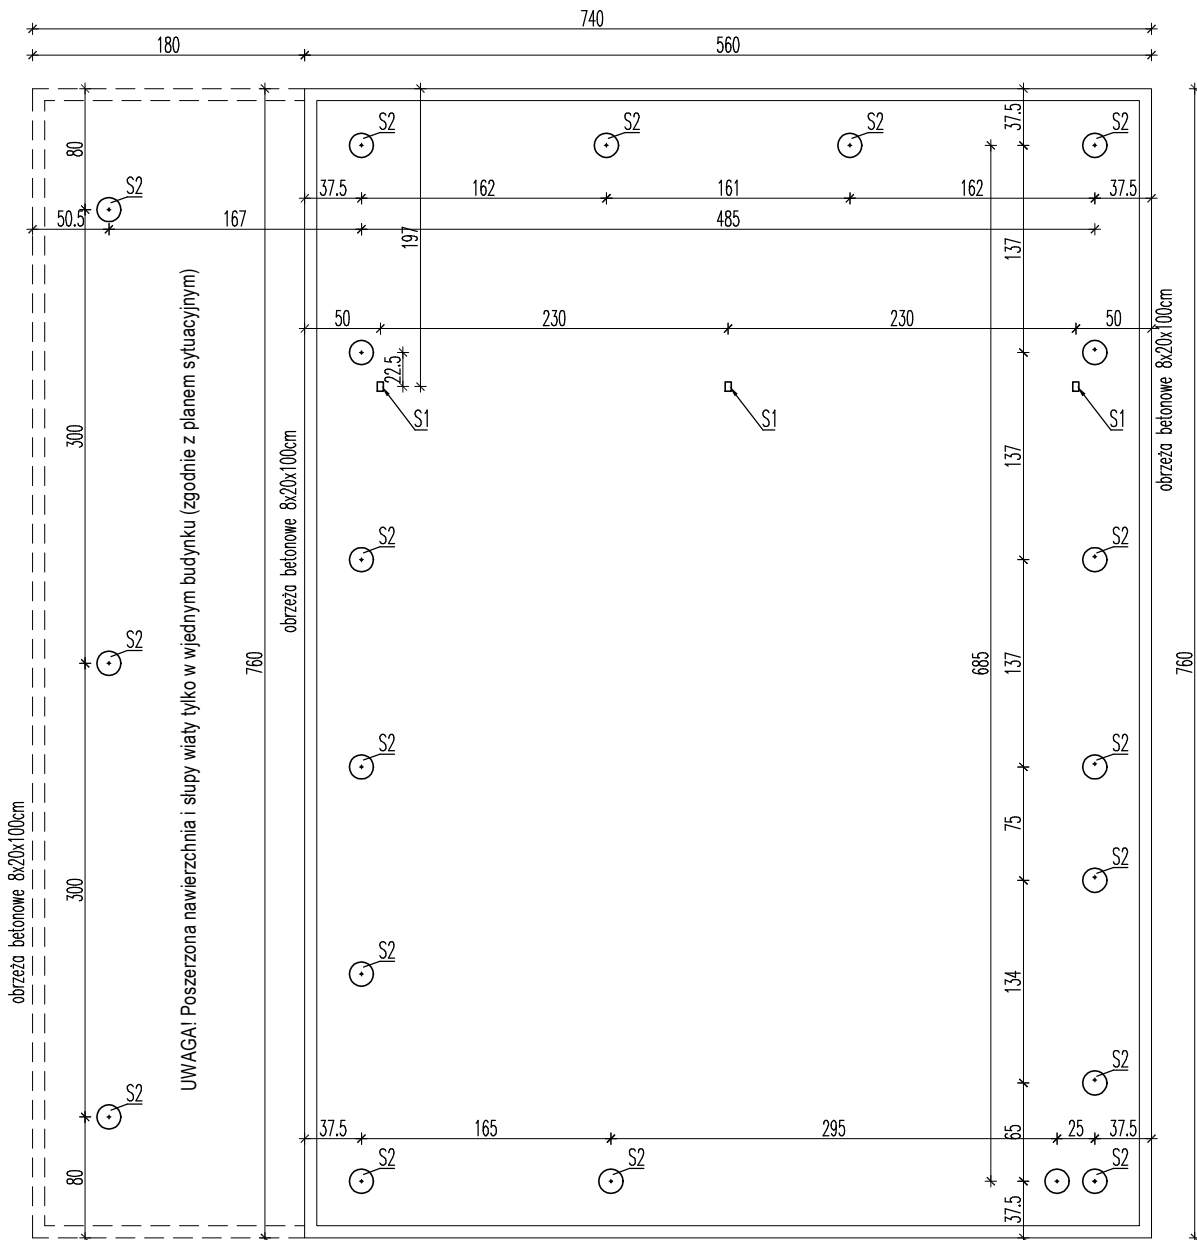 740
180
560
80
37.5
S2
S2
S2
S2
S2
37.5
162
161
162
37.5
50.5
167
485
197
137
50
230
230
50
22.5
S1
S1
S1
300
137
obrzeża betonowe 8x20x100cm
obrzeża betonowe 8x20x100cm
UWAGA! Poszerzona nawierzchnia i słupy wiaty tylko w wjednym budynku (zgodnie z planem sytuacyjnym)
S2
S2
S2
760
685
137
760
S2
S2
75
S2
obrzeża betonowe 8x20x100cm
300
S2
134
S2
S2
37.5
165
295
65
25
37.5
80
S2
S2
S2
37.5